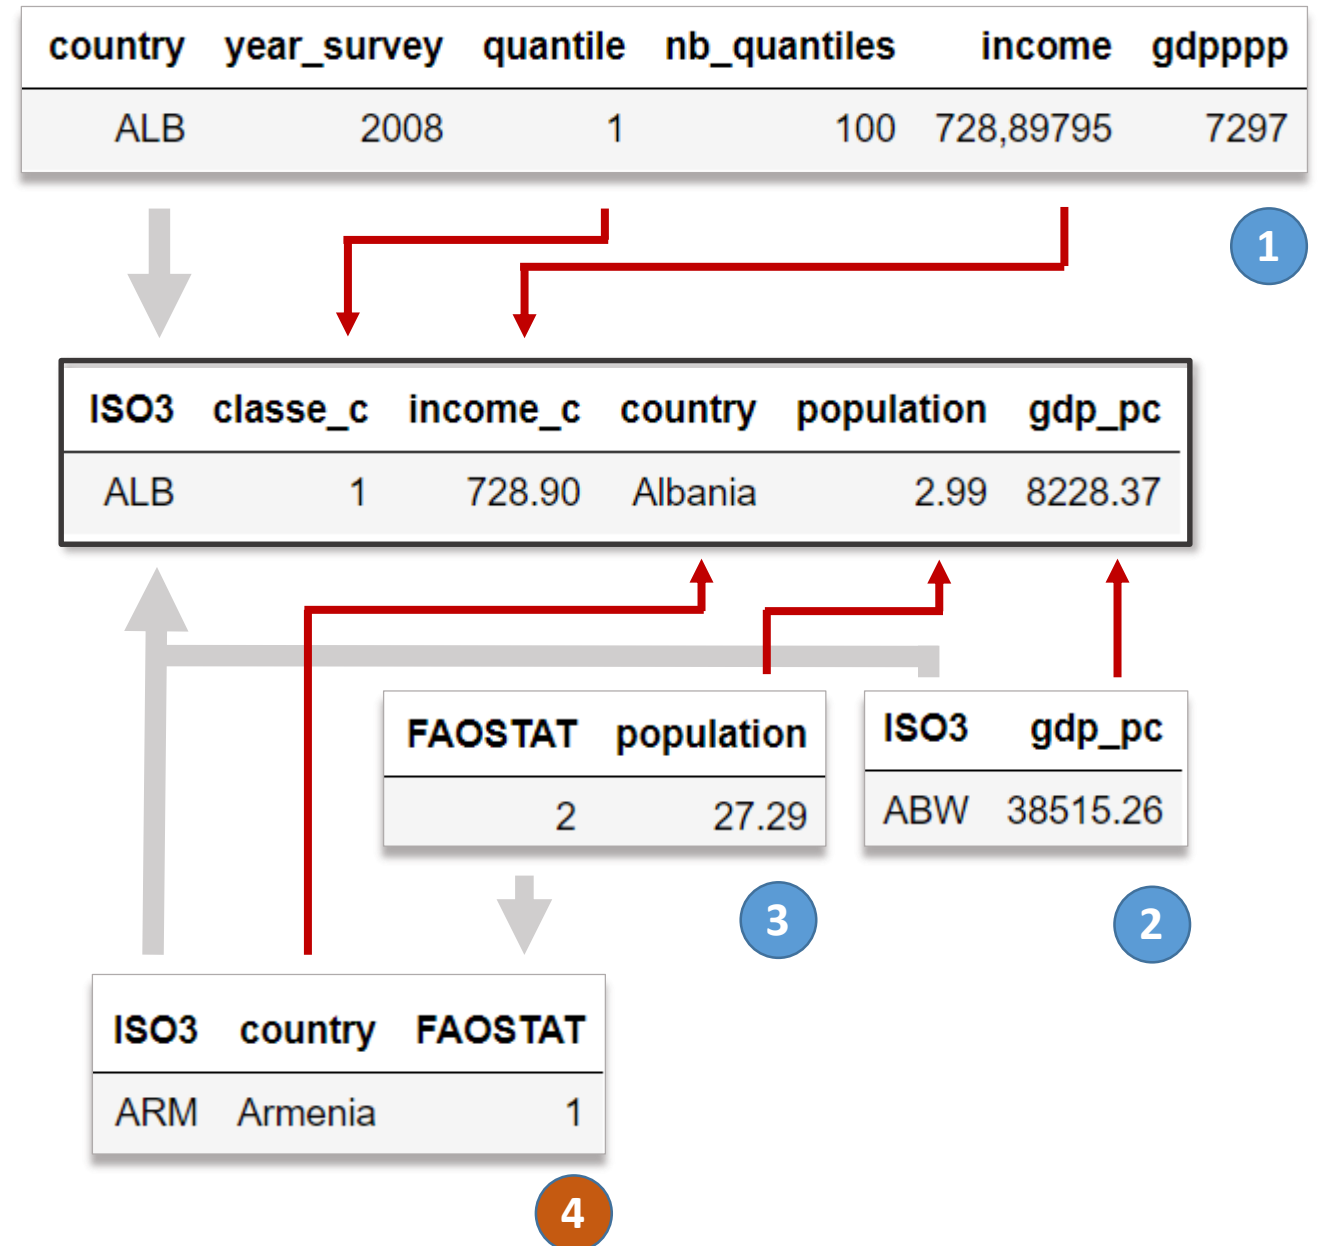 country year_survey quantile nb_quantiles income gdpppp
ALB 2008 1 100 728,89795 7297
1
ISO3 classe_c income_c country population gdp_pc
ALB 1 728.90 Albania 2.99 8228.37
FAOSTAT population
2 27.29
3
ISO3 gdp_pc
ABW 38515.26
2
ISO3 country FAOSTAT
ARM Armenia 1
4